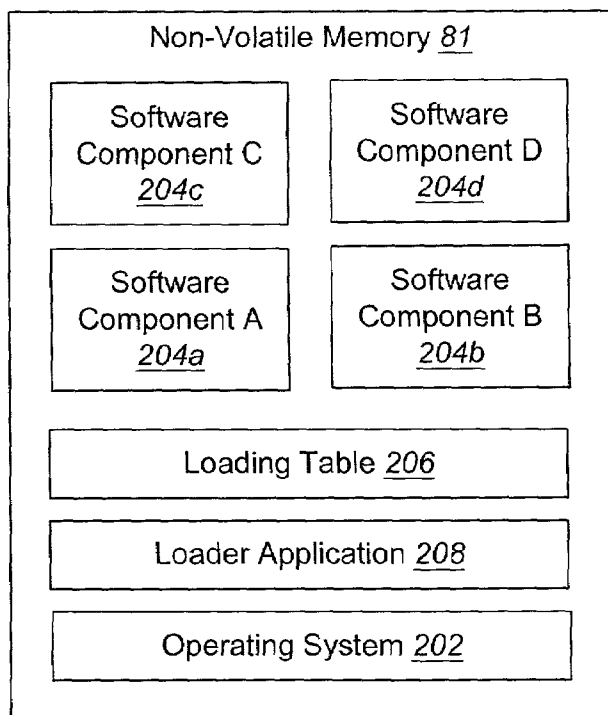 Non-Volatile Memory 81
Software
Component C
204c
Software
Component D
204d
Software
Component A
204a
Software
Component B
204b
Loading Table 206
Loader Application 208
Operating System 202